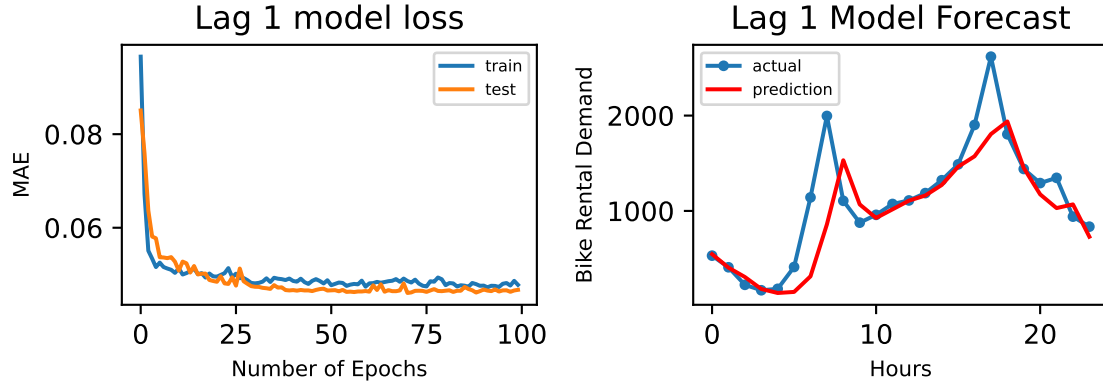 Lag 1 model loss
MAE
0.08
0.06
train
test
0
25
50
75
100
Number of Epochs
Lag 1 Model Forecast
Bike Rental Demand
2000
1000
actual
prediction
0
10
20
Hours